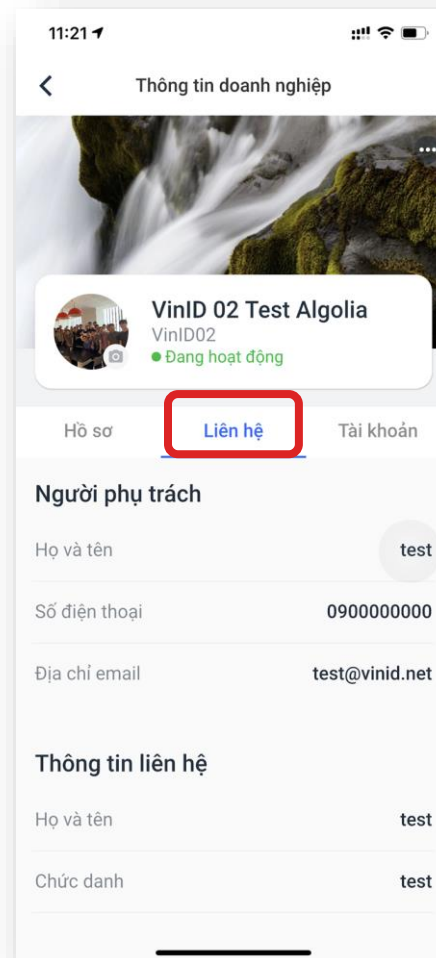 11:21
Thông tin doanh nghiệp
VinID 02 Test Algolia
VinID02
Đang hoạt động
Hồ sơ Liên hệ Tài khoản
Người phụ trách
Họ và tên test
Số điện thoại 0900000000
Địa chỉ email test@vinid.net
Thông tin liên hệ
Họ và tên test
Chức danh test